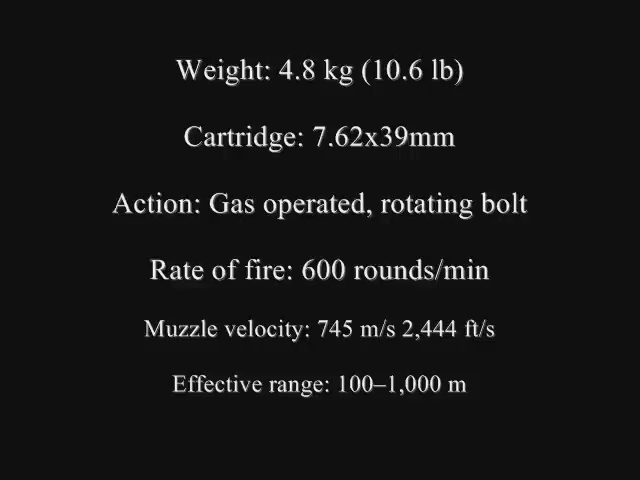 Weight: 4.8 kg (10.6 lb)
Cartridge: 7.62x39mm
Action: Gas operated, rotating bolt
Rate of fire: 600 rounds/min
Muzzle velocity: 745 m/s 2,444 ft/s
Effective range: 100–1,000 m